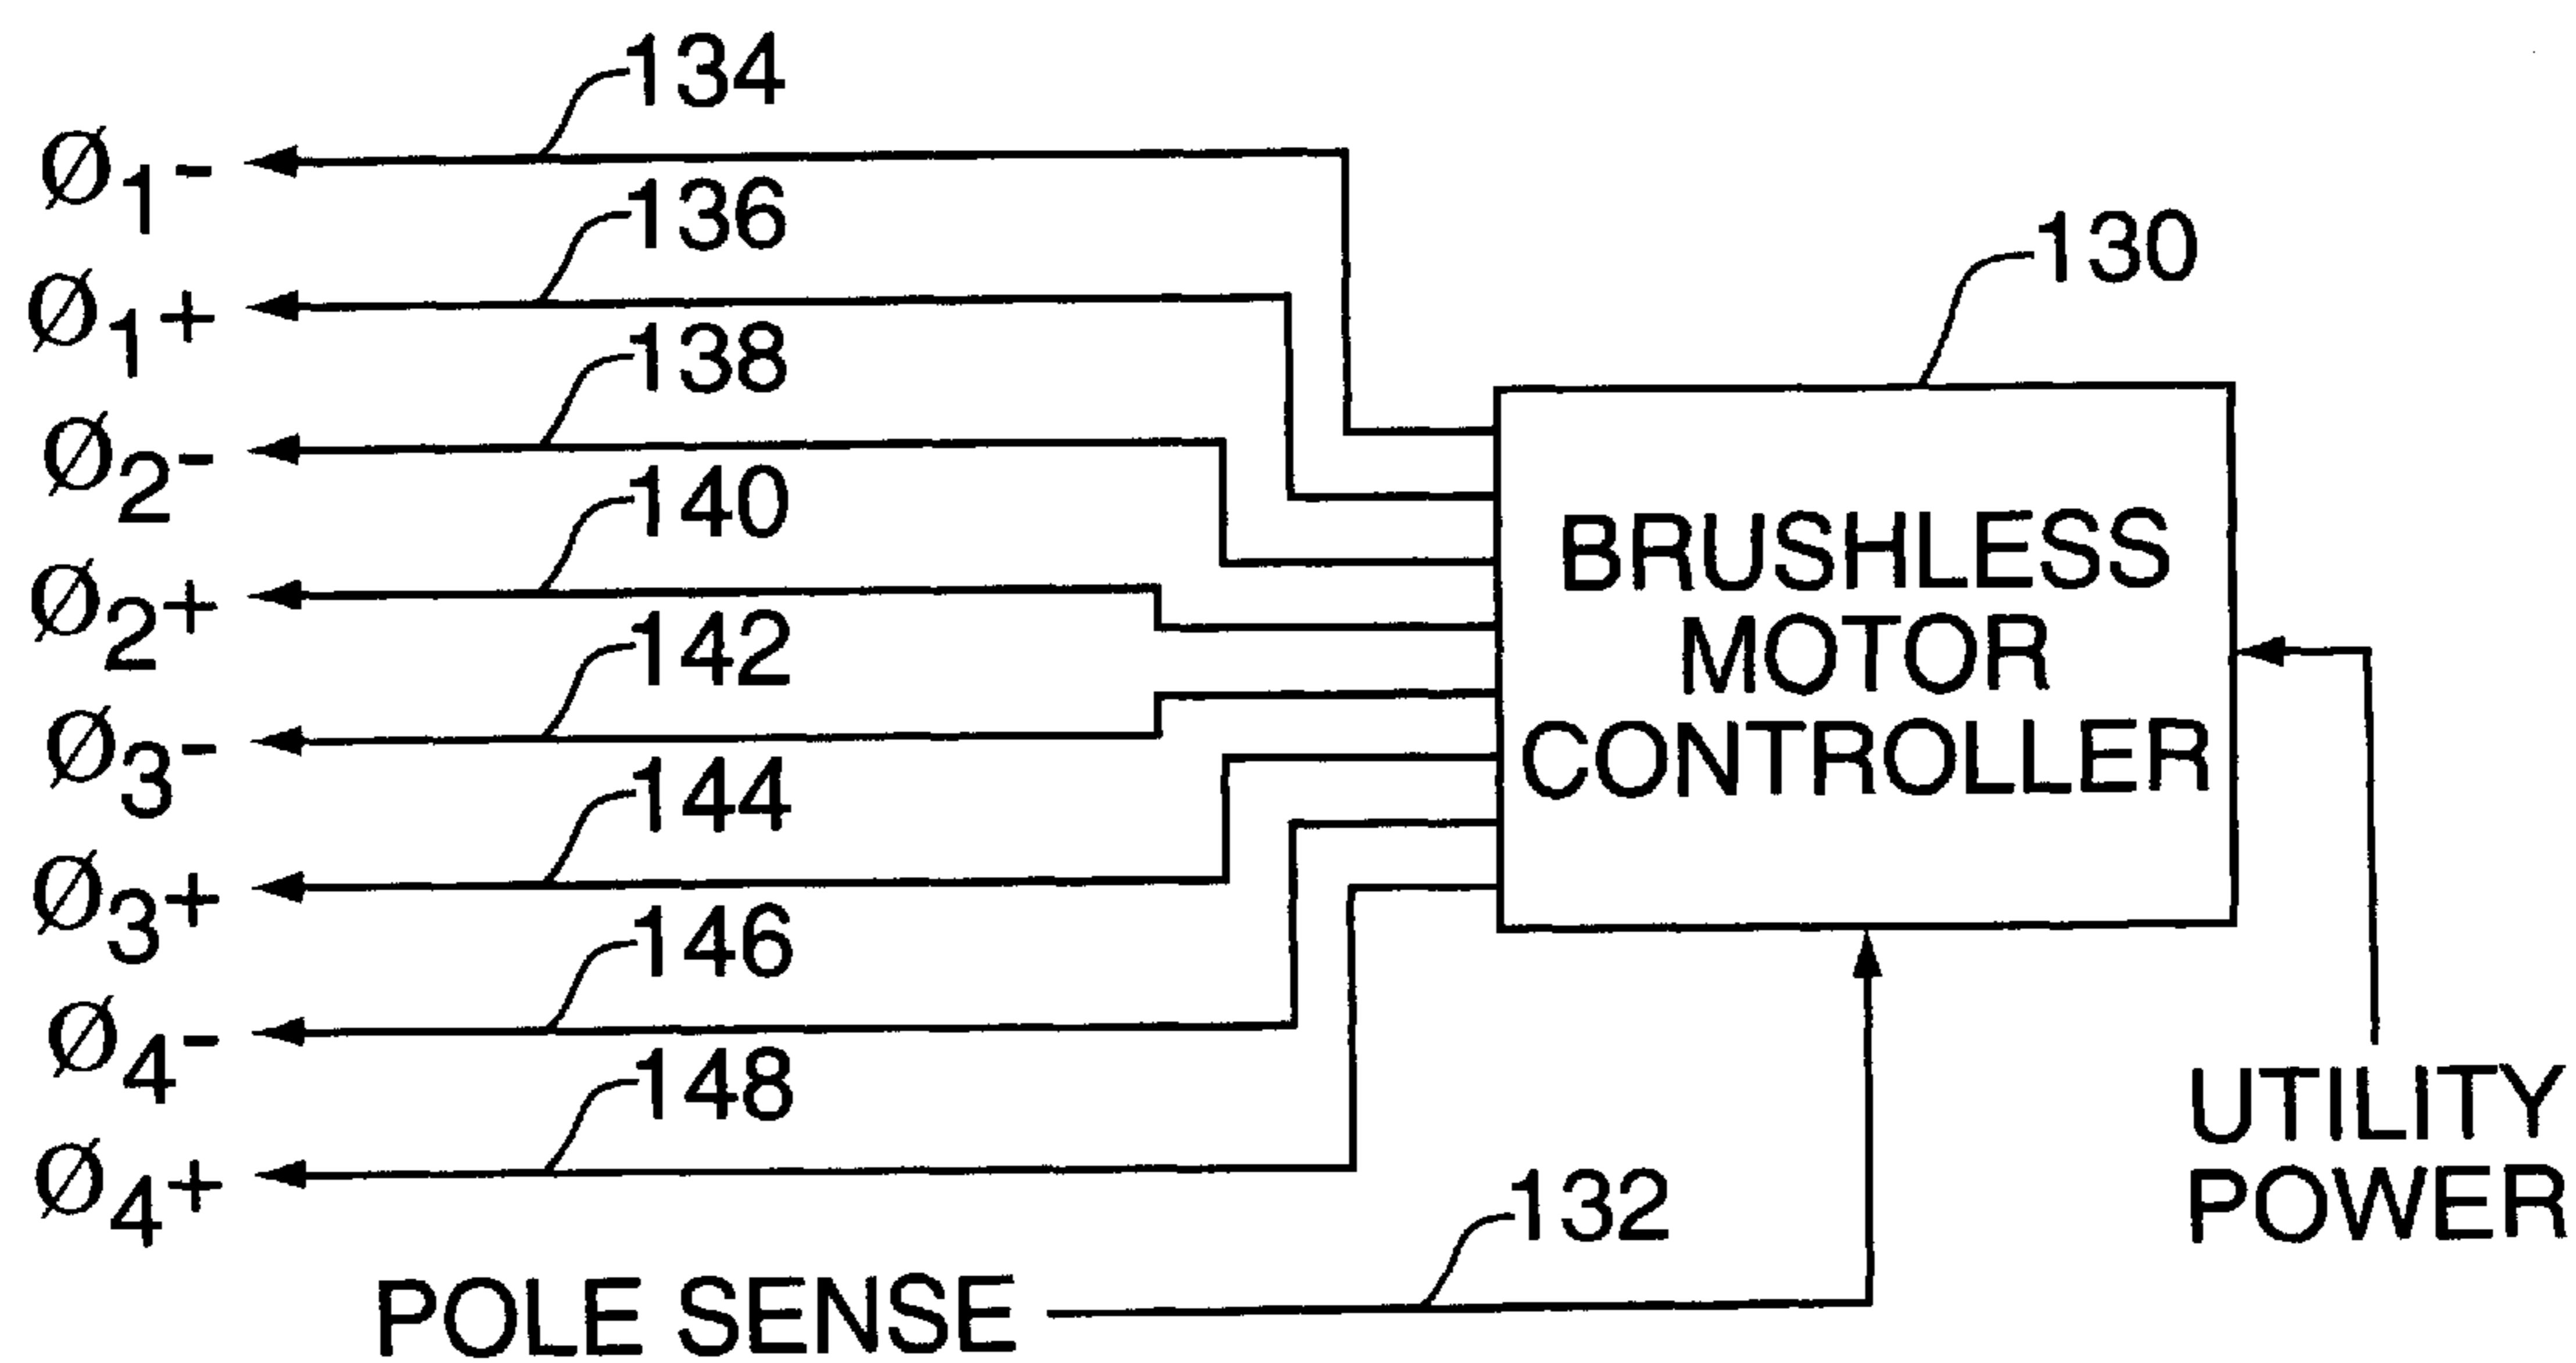 134
Ø1-
136
Ø1+
130
138
Ø2-
140
Ø2+
142
Ø3-
144
Ø3+
146
Ø4-
148
Ø4+
BRUSHLESS
MOTOR
CONTROLLER
UTILITY
POWER
132
POLE SENSE